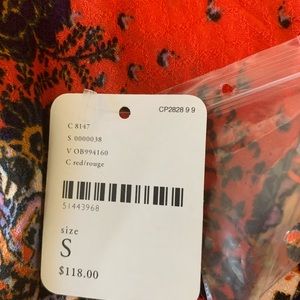 CP2828 9 9
C 8147
S 0000038
V OB994160
C red/rouge
51443968
size
S
$118.00